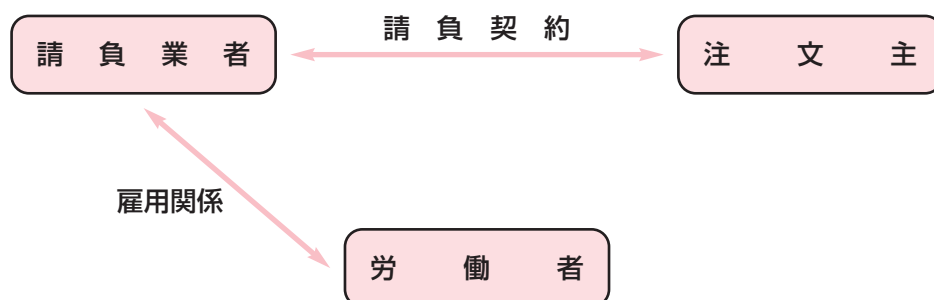 請負契約
請負業者
注文主
雇用関係
労働者